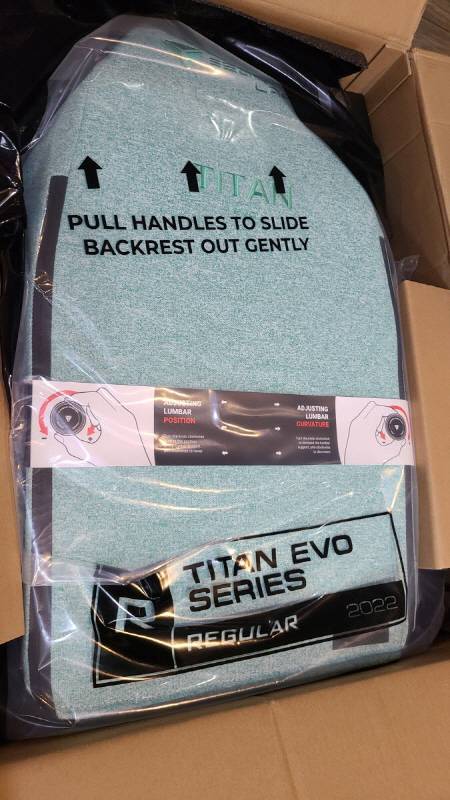 TITAN
PULL HANDLES TO SLIDE
BACKREST OUT GENTLY
ADJUSTING
LUMBAR
POSITION
ADJUSTING
LUMBAR
CURVATURE
TITAN EVO
SERIES
REGULAR
2022